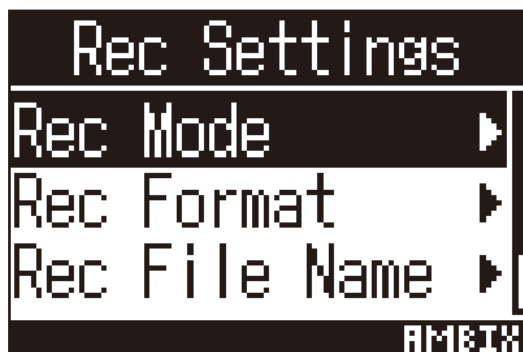 Rec Settings
Rec Mode
Rec Format
Rec File Name
AMBIX